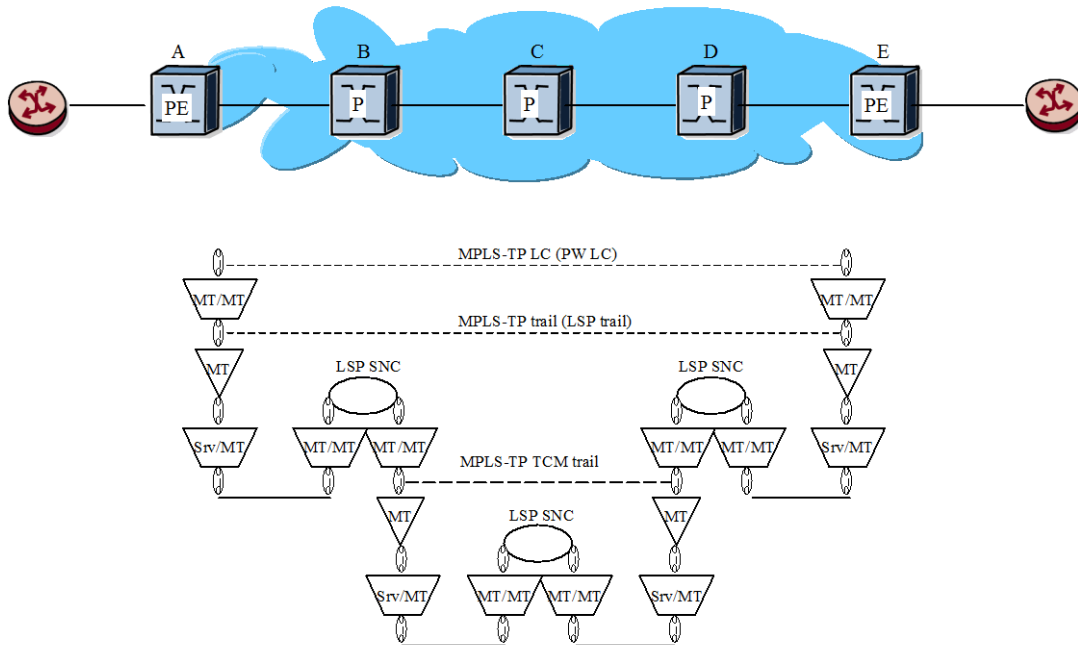 A B C D E
PE P P P PE
MPLS-TP LC (PW LC)
MT/MT MT/MT
MPLS-TP trail (LSP trail)
MT LSP SNC LSP SNC MT
Srv/MT MT/MT MT/MT MT/MT MT/MT Srv/MT
MPLS-TP TCM trail
MT LSP SNC MT
Srv/MT MT/MT MT/MT Srv/MT